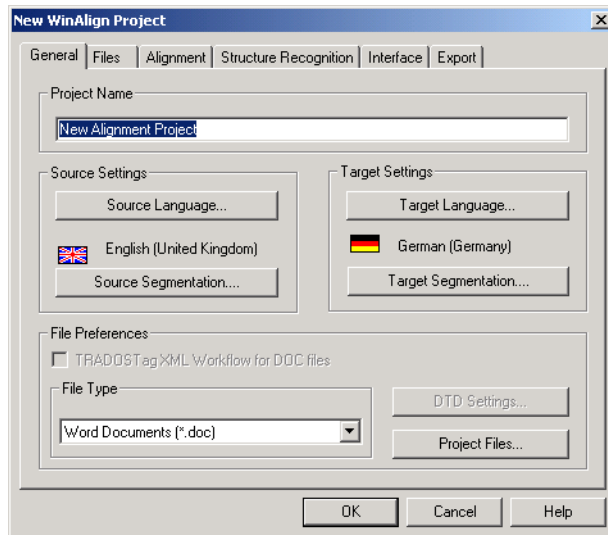 New WinAlign Project
General Files Alignment Structure Recognition Interface Export
Project Name
New Alignment Project
Source Settings
Source Language...
English (United Kingdom)
Source Segmentation....
Target Settings
Target Language...
German (Germany)
Target Segmentation....
File Preferences
TRADOSTag XML Workflow for DOC files
File Type
Word Documents (*.doc)
DTD Settings...
Project Files...
OK Cancel Help